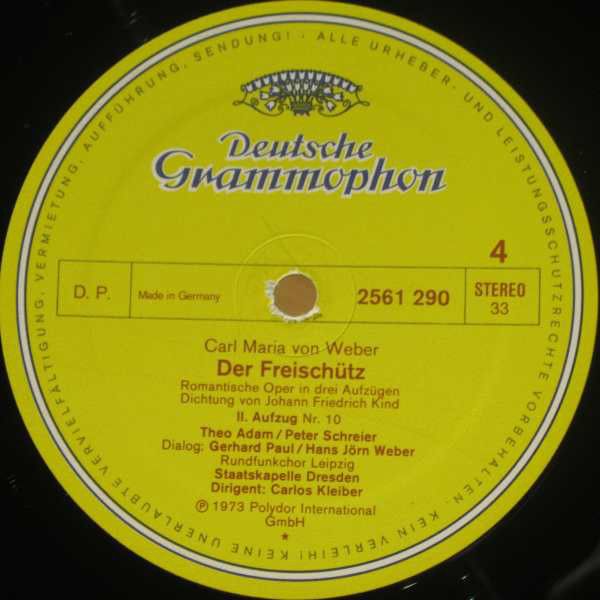 KEINE UNERLAUBTE VERVIELFÄLTIGUNG, VERMIETUNG, AUFFÜHRUNG, SENDUNG! · ALLE URHEBER- UND LEISTUNGSSCHUTZRECHTE VORBEHALTEN · KEIN VERLEIH!
Deutsche
Grammophon
4
D. P.
Made in Germany
2561 290
STEREO
33
Carl Maria von Weber
Der Freischütz
Romantische Oper in drei Aufzügen
Dichtung von Johann Friedrich Kind
II. Aufzug Nr. 10
Theo Adam / Peter Schreier
Dialog: Gerhard Paul / Hans Jörn Weber
Rundfunkchor Leipzig
Staatskapelle Dresden
Dirigent: Carlos Kleiber
Ⓟ 1973 Polydor International
GmbH
*